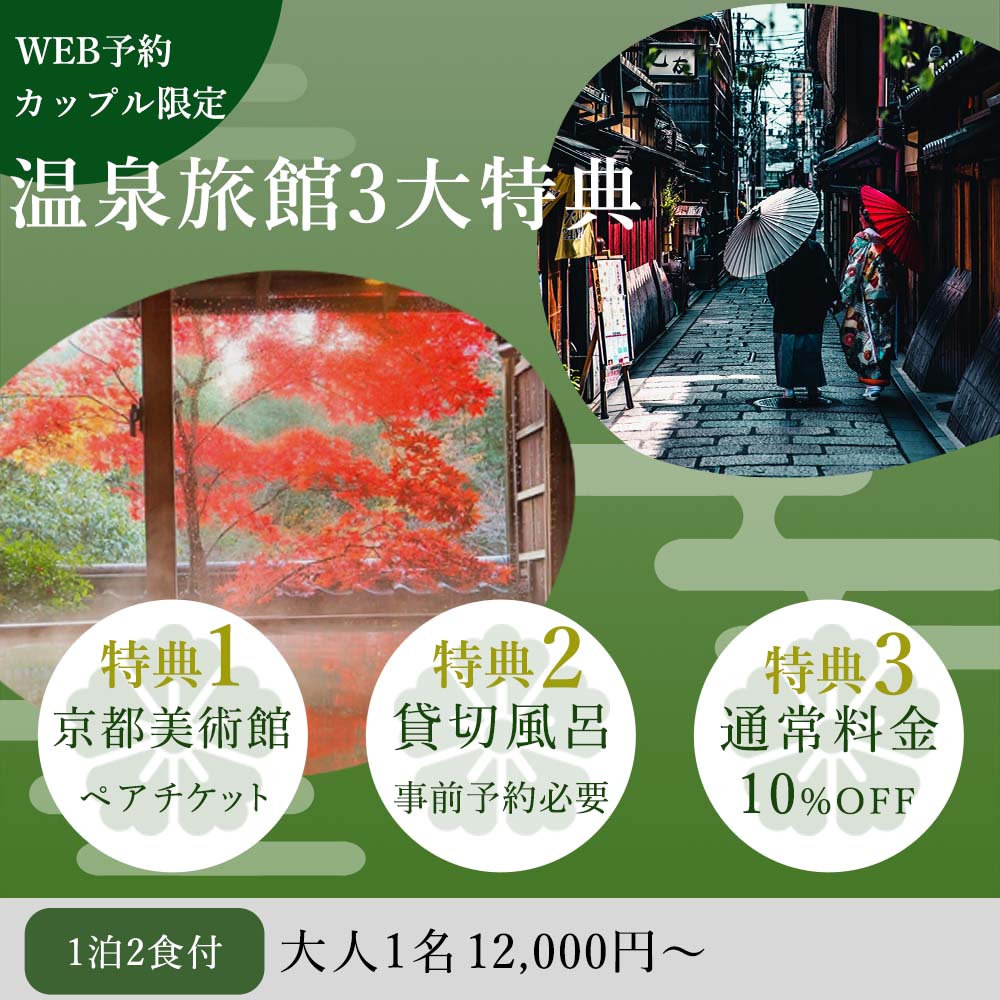 WEB予約
カップル限定
温泉旅館3大特典
特典1
京都美術館
ペアチケット
特典2
貸切風呂
事前予約必要
特典3
通常料金
10%OFF
1泊2食付
大人1名 12,000円〜